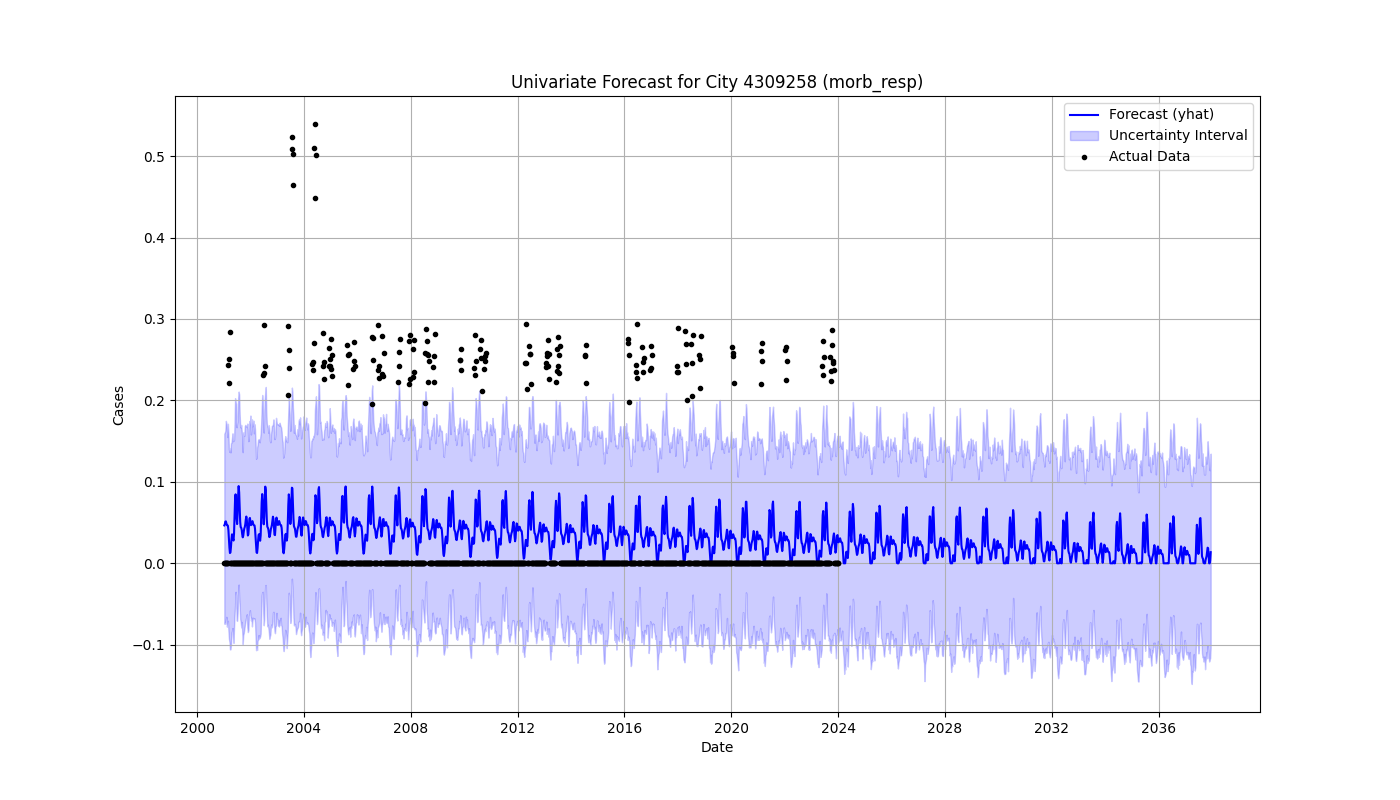 Univariate Forecast for City 4309258 (morb_resp)
Forecast (yhat)
Uncertainty Interval
Actual Data
Cases
0.5
0.4
0.3
0.2
0.1
0.0
−0.1
2000 2004 2008 2012 2016 2020 2024 2028 2032 2036
Date